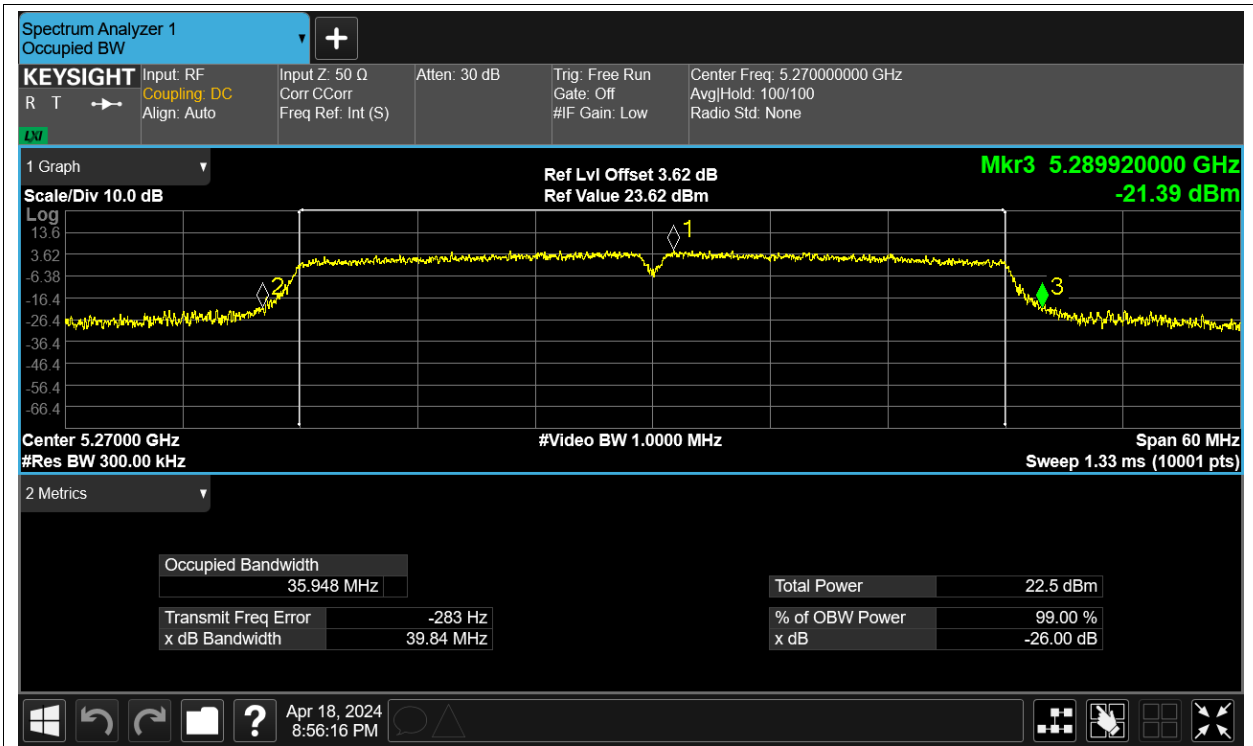 Spectrum Analyzer 1
Occupied BW
KEYSIGHT
R T
LXI
Input: RF
Coupling: DC
Align: Auto
Input Z: 50 Ω
Corr CCorr
Freq Ref: Int (S)
Atten: 30 dB
Trig: Free Run
Gate: Off
#IF Gain: Low
Center Freq: 5.270000000 GHz
Avg|Hold: 100/100
Radio Std: None
1 Graph
Scale/Div 10.0 dB
Ref Lvl Offset 3.62 dB
Ref Value 23.62 dBm
Mkr3 5.289920000 GHz
-21.39 dBm
Log
13.6
3.62
-6.38
-16.4
-26.4
-36.4
-46.4
-56.4
-66.4
1
2
3
Center 5.27000 GHz
#Res BW 300.00 kHz
#Video BW 1.0000 MHz
Span 60 MHz
Sweep 1.33 ms (10001 pts)
2 Metrics
Occupied Bandwidth
35.948 MHz
Transmit Freq Error -283 Hz
x dB Bandwidth 39.84 MHz
Total Power 22.5 dBm
% of OBW Power 99.00 %
x dB -26.00 dB
?
Apr 18, 2024
8:56:16 PM